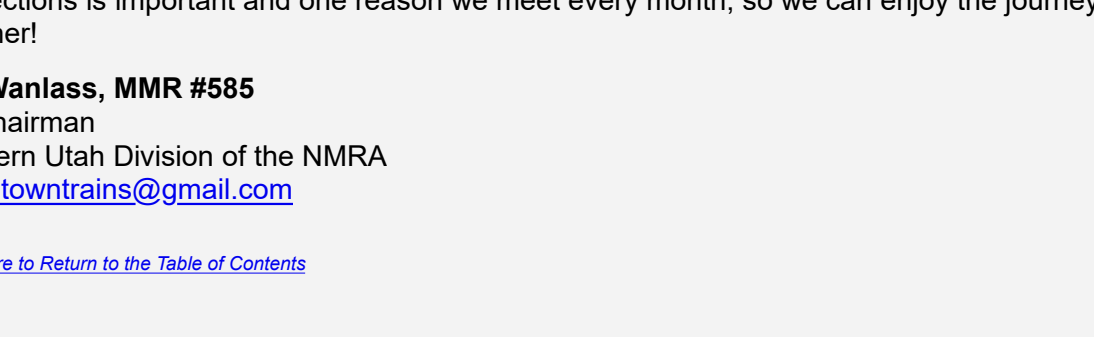 ections is important and one reason we meet every month, so we can enjoy the journey
her!
Wanlass, MMR #585
hairman
ern Utah Division of the NMRA
towntrains@gmail.com
re to Return to the Table of Contents